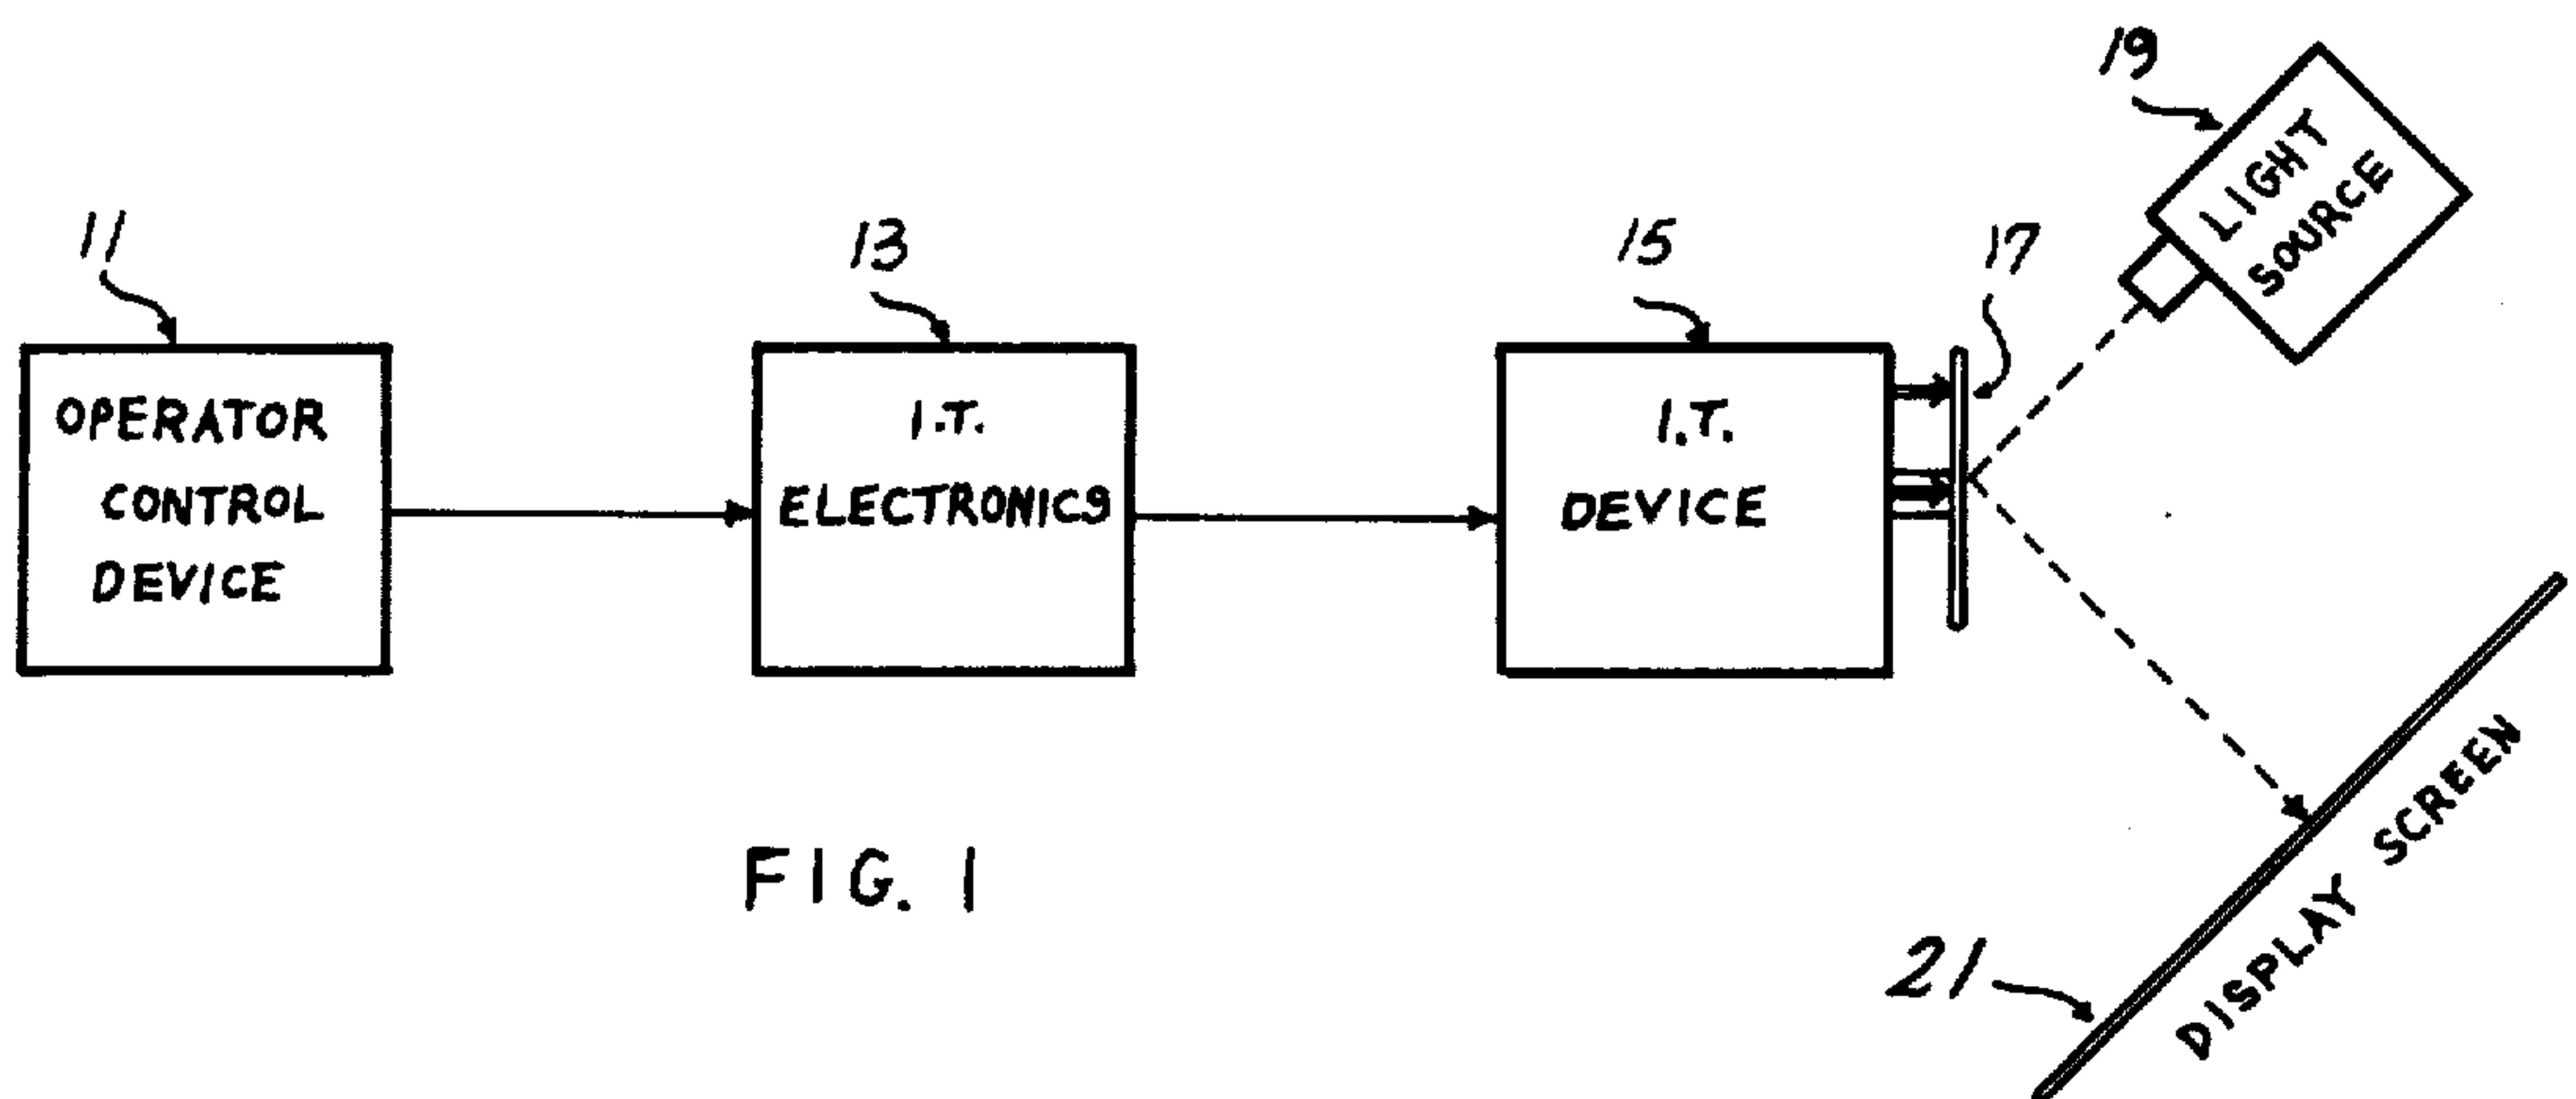 19
LIGHT
SOURCE
11
13
15
17
OPERATOR
CONTROL
DEVICE
I.T.
ELECTRONICS
I.T.
DEVICE
FIG. 1
21
DISPLAY SCREEN